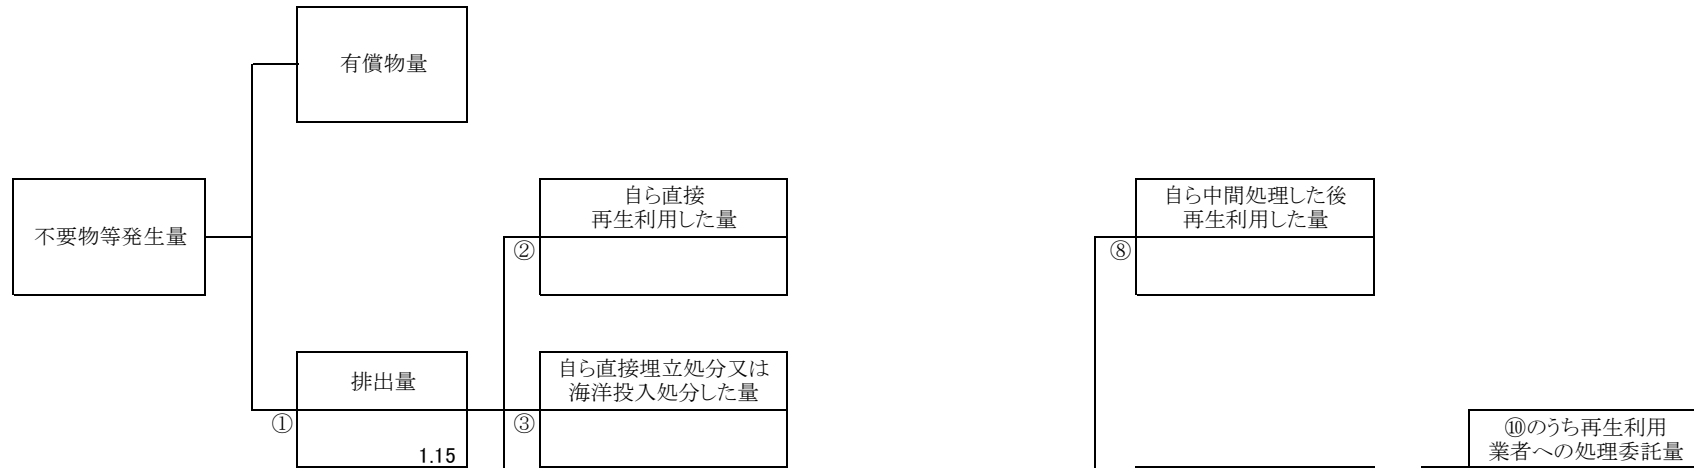 有償物量
不要物等発生量
自ら直接
再生利用した量
②
自ら中間処理した後
再生利用した量
⑧
排出量
①
1.15
自ら直接埋立処分又は
海洋投入処分した量
③
⑩のうち再生利用
業者への処理委託量